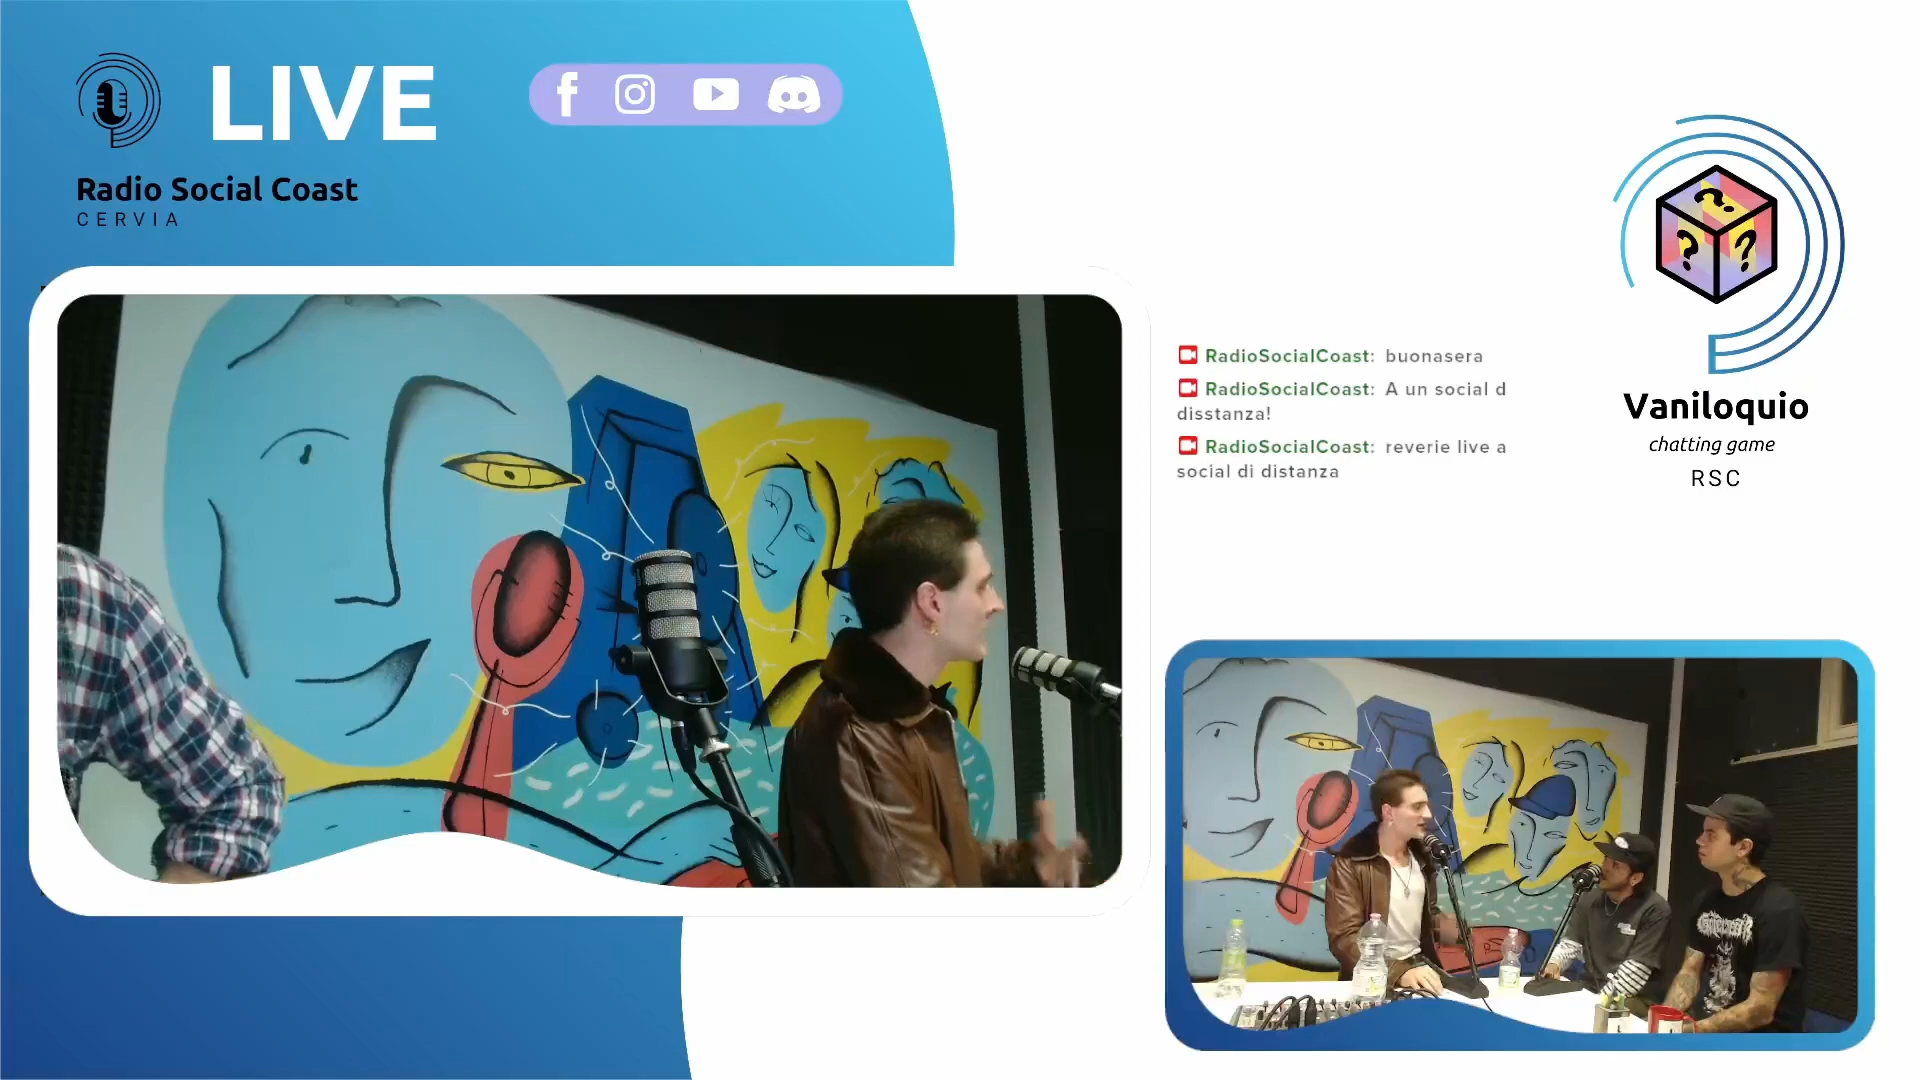 LIVE
Radio Social Coast
CERVIA
? ? ?
Vaniloquio
chatting game
RSC
RadioSocialCoast: buonasera
RadioSocialCoast: A un social d
disstanza!
RadioSocialCoast: reverie live a
social di distanza